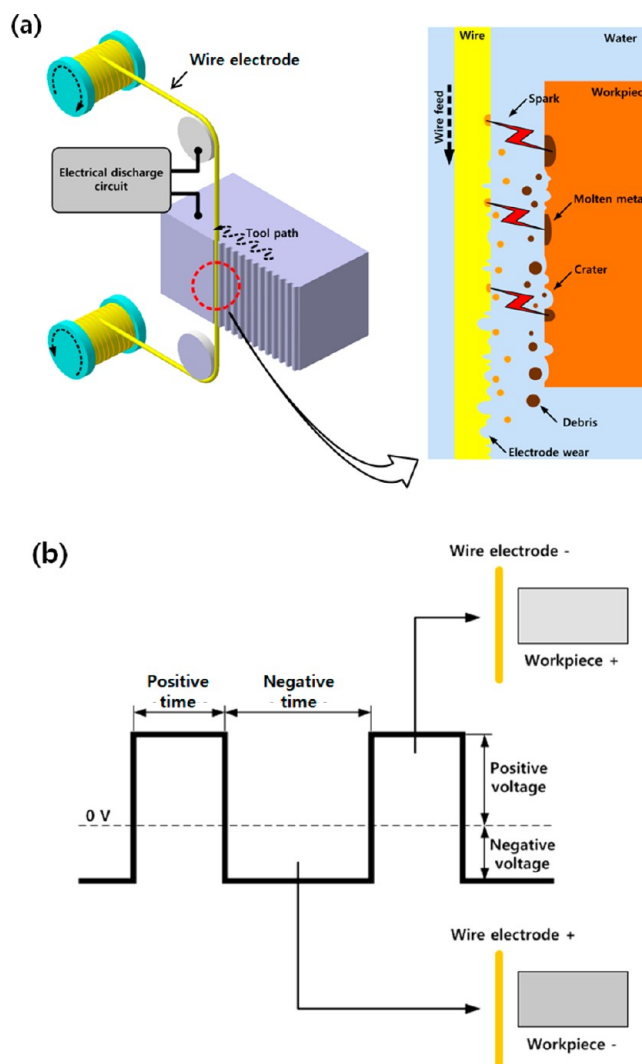 (a)
Wire electrode
Electrical discharge
circuit
Tool path
Wire
Water
Workpiec
Wire feed
Spark
Molten meta
Crater
Debris
Electrode wear
(b)
Wire electrode -
Workpiece +
Positive
time
Negative
time
0 V
Positive
voltage
Negative
voltage
Wire electrode +
Workpiece -